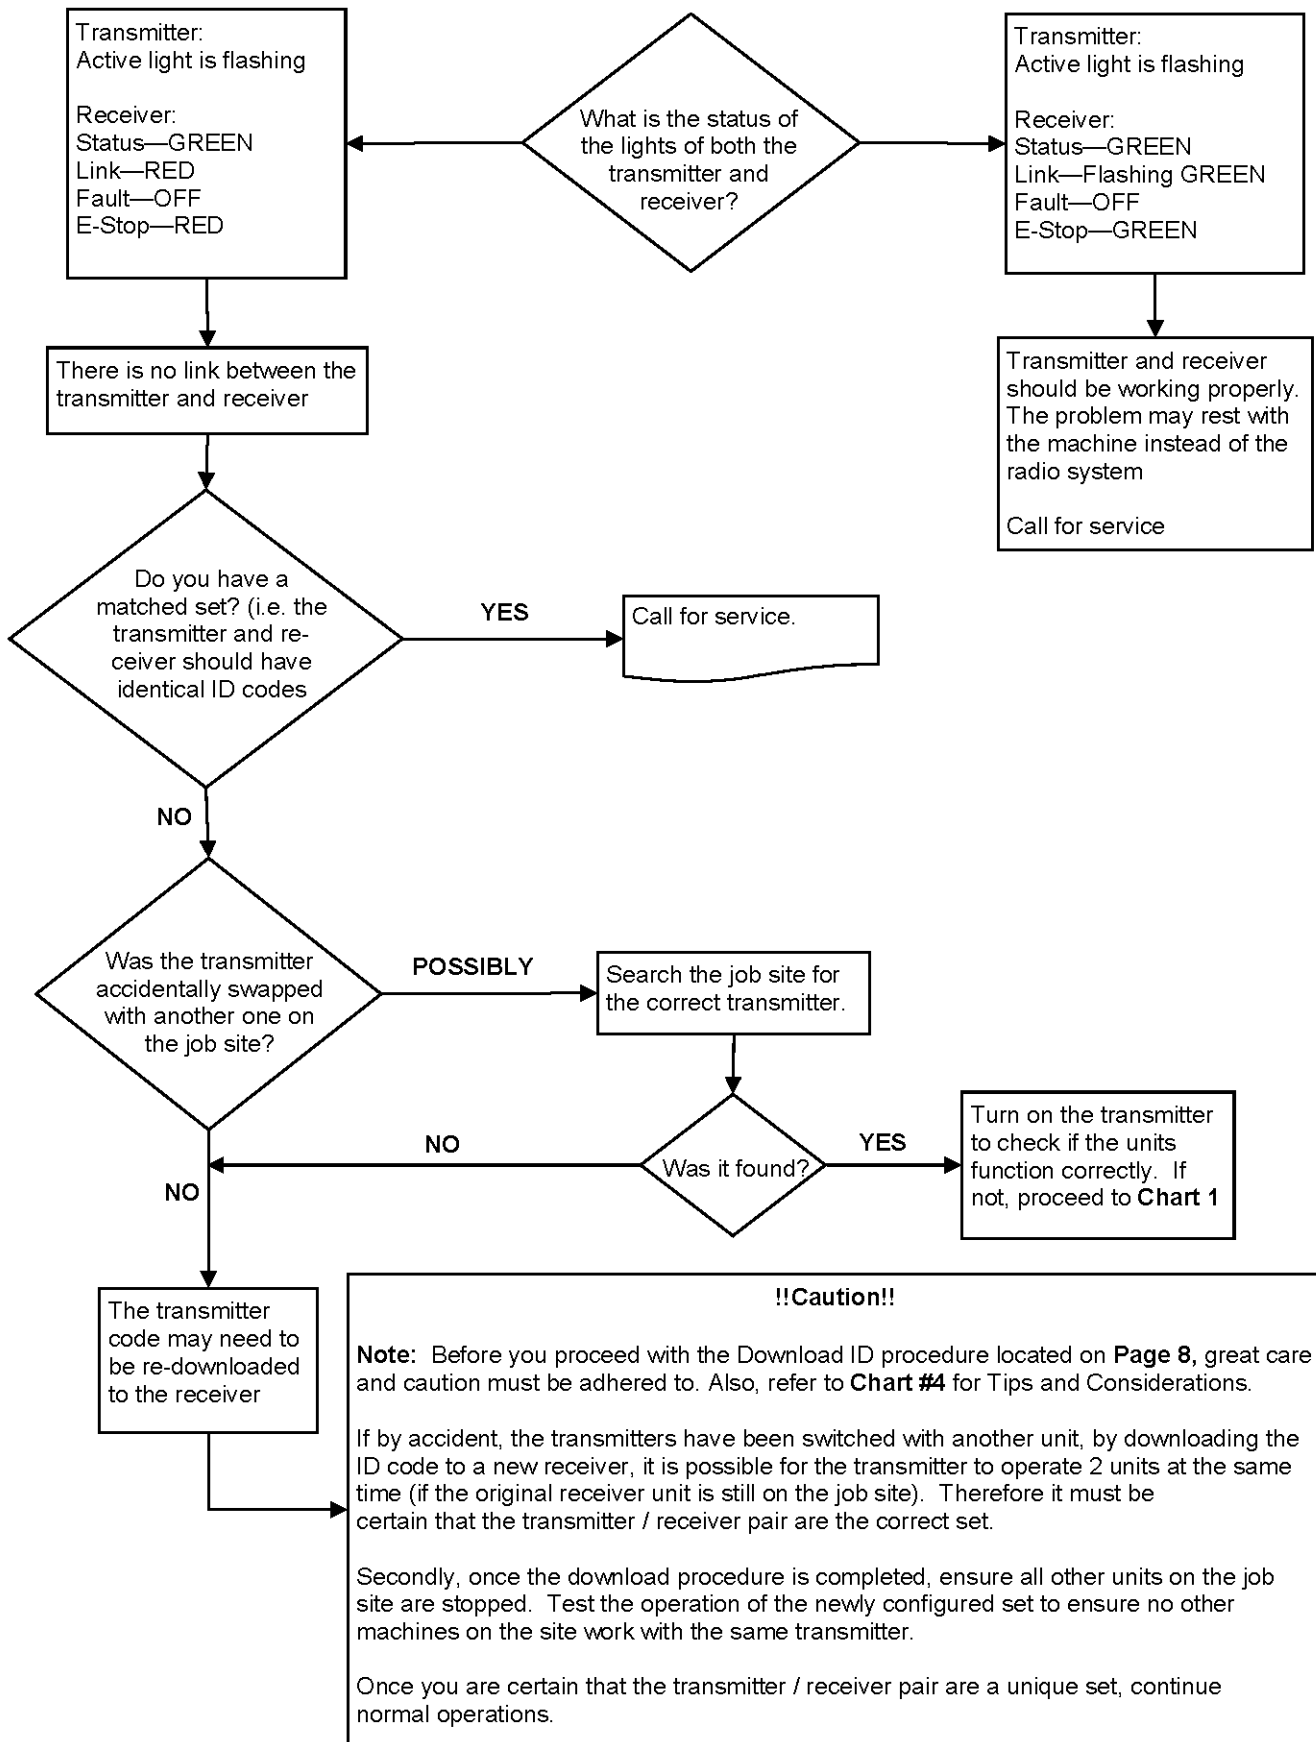 What is the status of
the lights of both the
transmitter and
receiver?
Transmitter:
Active light is flashing
Receiver:
Status—GREEN
Link—RED
Fault—OFF
E-Stop—RED
Transmitter:
Active light is flashing
Receiver:
Status—GREEN
Link—Flashing GREEN
Fault—OFF
E-Stop—GREEN
There is no link between the
transmitter and receiver
Transmitter and receiver
should be working properly.
The problem may rest with
the machine instead of the
radio system
Call for service
Do you have a
matched set? (i.e. the
transmitter and re-
ceiver should have
identical ID codes
YES
Call for service.
NO
Was the transmitter
accidentally swapped
with another one on
the job site?
POSSIBLY
Search the job site for
the correct transmitter.
Was it found?
NO
YES
Turn on the transmitter
to check if the units
function correctly.  If
not, proceed to Chart 1
NO
The transmitter
code may need to
be re-downloaded
to the receiver
!!Caution!!
Note:  Before you proceed with the Download ID procedure located on Page 8, great care
and caution must be adhered to. Also, refer to Chart #4 for Tips and Considerations.
If by accident, the transmitters have been switched with another unit, by downloading the
ID code to a new receiver, it is possible for the transmitter to operate 2 units at the same
time (if the original receiver unit is still on the job site).  Therefore it must be
certain that the transmitter / receiver pair are the correct set.
Secondly, once the download procedure is completed, ensure all other units on the job
site are stopped.  Test the operation of the newly configured set to ensure no other
machines on the site work with the same transmitter.
Once you are certain that the transmitter / receiver pair are a unique set, continue
normal operations.